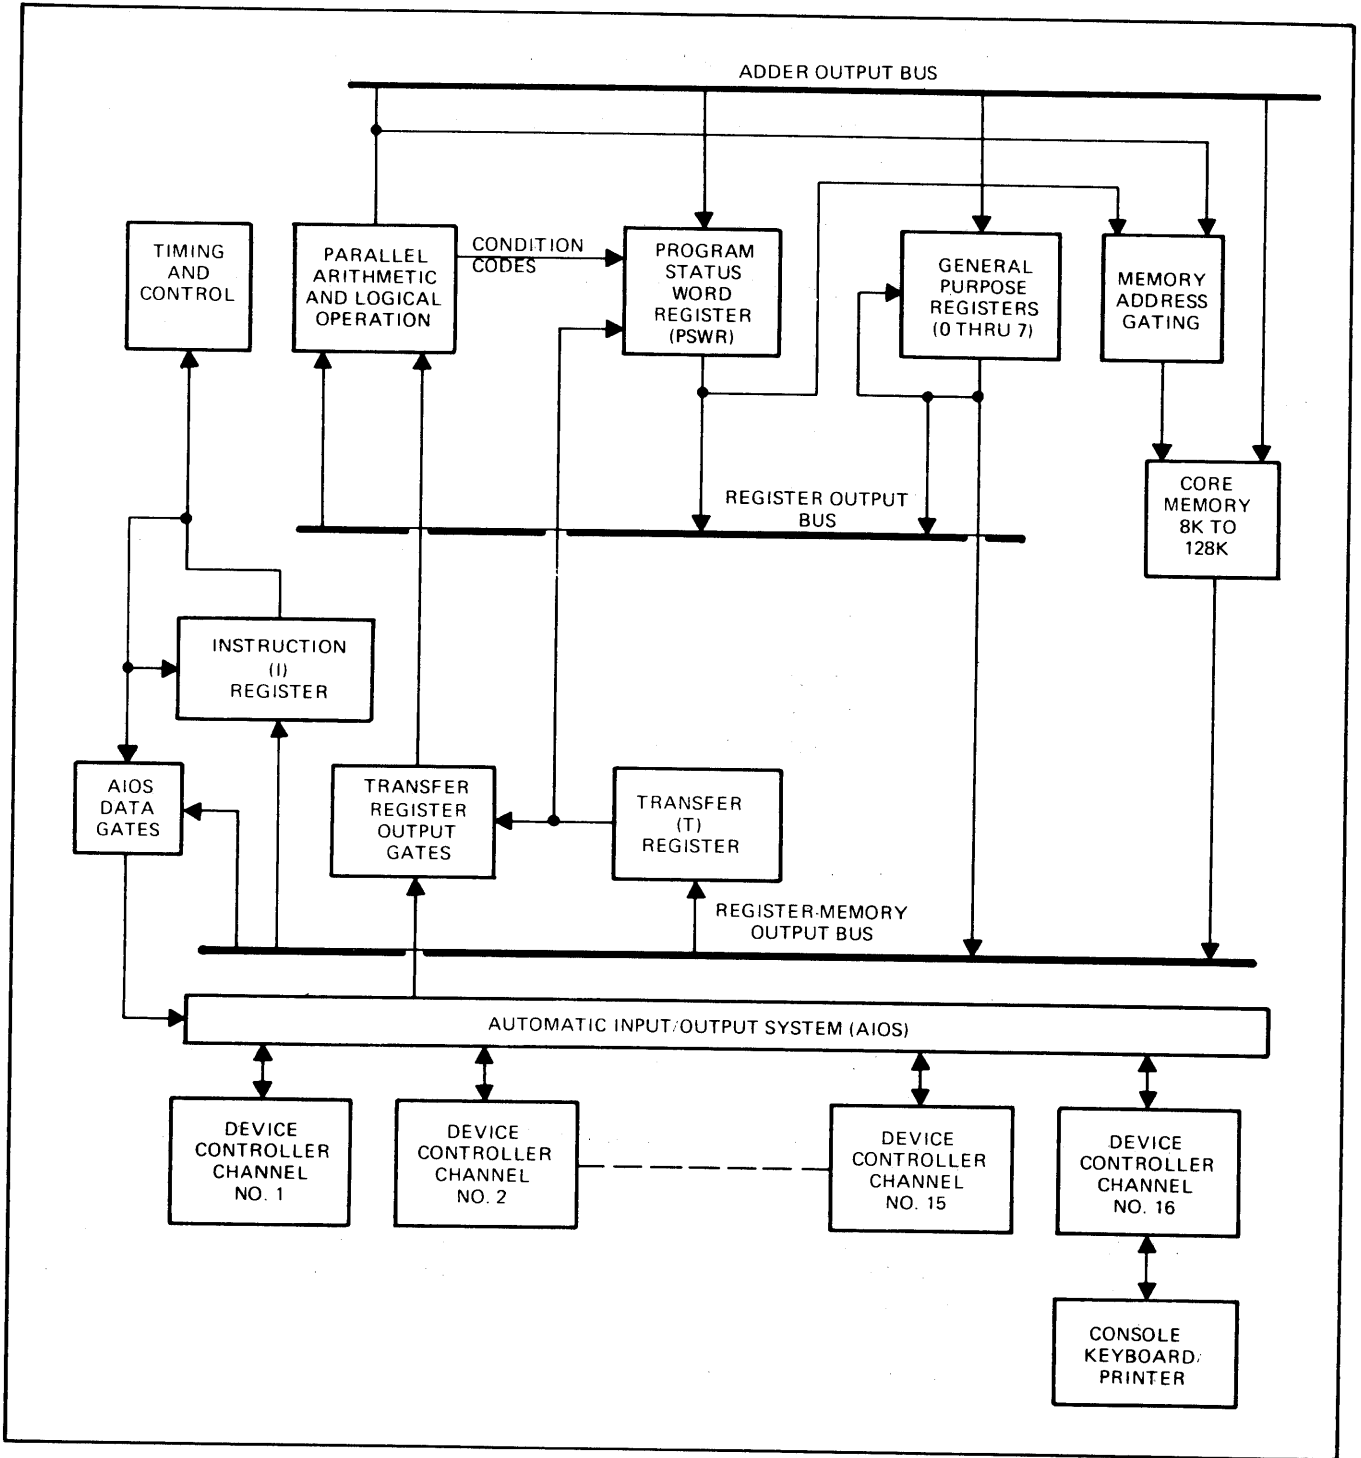 ADDER OUTPUT BUS
TIMING
AND
CONTROL
PARALLEL
ARITHMETIC
AND LOGICAL
OPERATION
CONDITION
CODES
PROGRAM
STATUS
WORD
REGISTER
(PSWR)
GENERAL
PURPOSE
REGISTERS
(0 THRU 7)
MEMORY
ADDRESS
GATING
REGISTER OUTPUT
BUS
CORE
MEMORY
8K TO
128K
INSTRUCTION
(I)
REGISTER
AIOS
DATA
GATES
TRANSFER
REGISTER
OUTPUT
GATES
TRANSFER
(T)
REGISTER
REGISTER-MEMORY
OUTPUT BUS
AUTOMATIC INPUT/OUTPUT SYSTEM (AIOS)
DEVICE
CONTROLLER
CHANNEL
NO. 1
DEVICE
CONTROLLER
CHANNEL
NO. 2
DEVICE
CONTROLLER
CHANNEL
NO. 15
DEVICE
CONTROLLER
CHANNEL
NO. 16
CONSOLE
KEYBOARD/
PRINTER